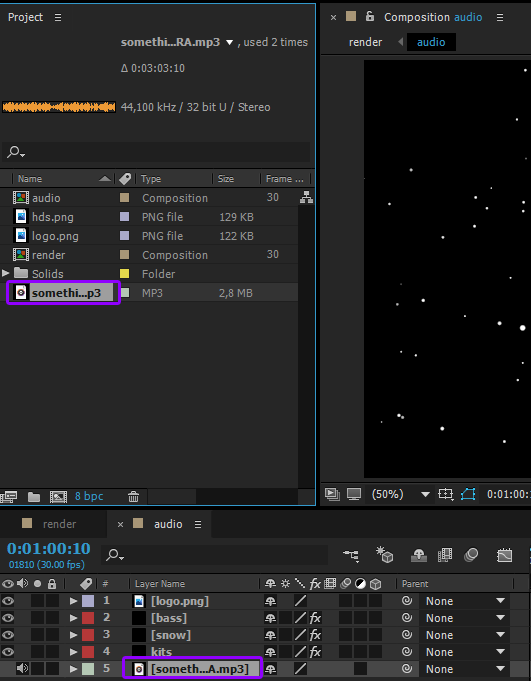 Project
somethi...RA.mp3 , used 2 times
Δ 0:03:03:10
44,100 kHz / 32 bit U / Stereo
Name Type Size Frame ...
audio Composition 30
hds.png PNG file 129 KB
logo.png PNG file 122 KB
render Composition 30
Solids Folder
somethi...p3 MP3 2,8 MB
8 bpc
× Composition audio
render audio
(50%) 0:01:00:
render × audio
0:01:00:10
01810 (30.00 fps)
# Layer Name fx Parent
1 [logo.png] None
2 [bass] fx None
3 [snow] fx None
4 kits fx None
5 [someth...A.mp3] None